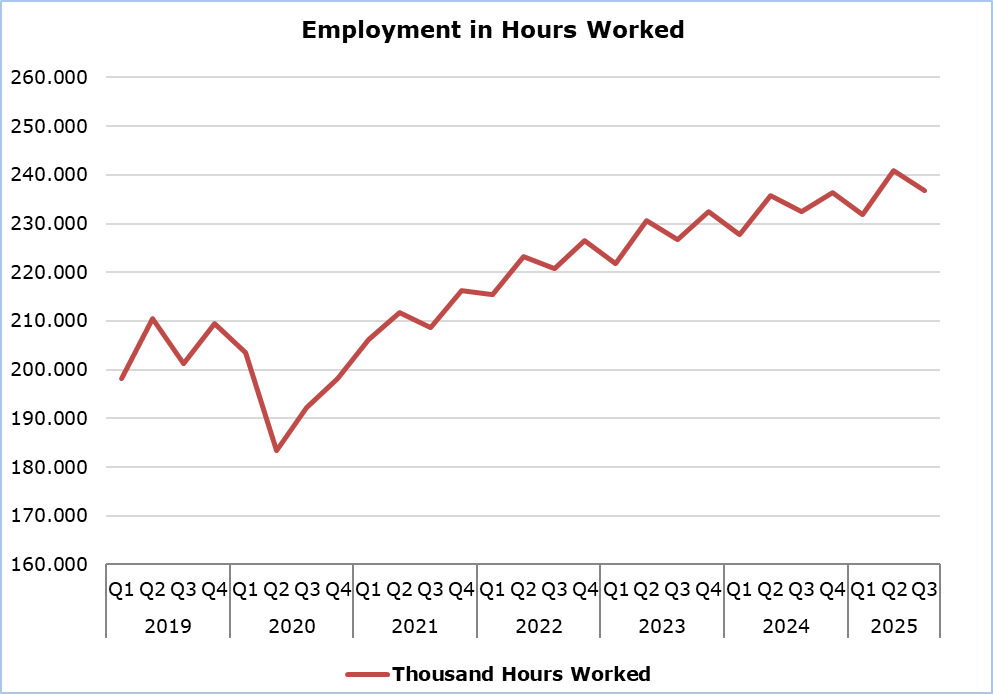 Employment in Hours Worked
260.000
250.000
240.000
230.000
220.000
210.000
200.000
190.000
180.000
170.000
160.000
Q1 Q2 Q3 Q4 Q1 Q2 Q3 Q4 Q1 Q2 Q3 Q4 Q1 Q2 Q3 Q4 Q1 Q2 Q3 Q4 Q1 Q2 Q3 Q4 Q1 Q2 Q3
2019 2020 2021 2022 2023 2024 2025
Thousand Hours Worked